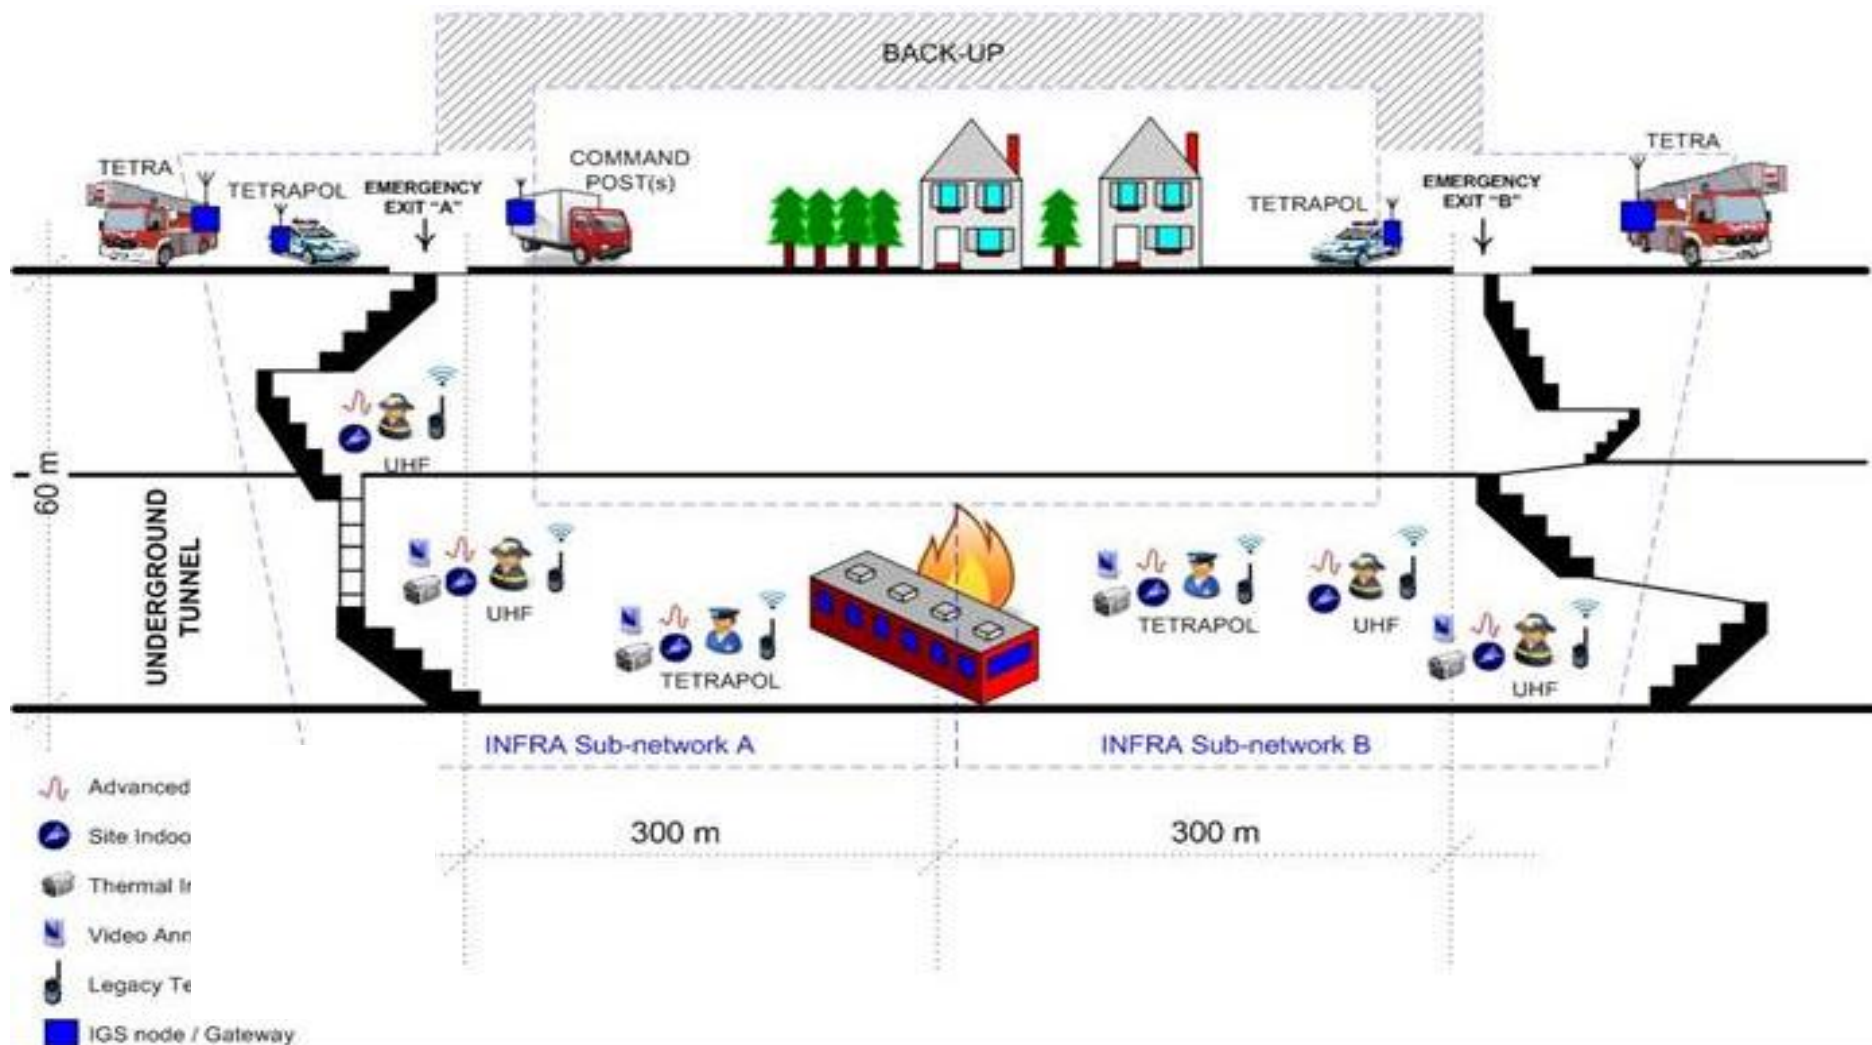 BACK-UP
TETRA
TETRAPOL
EMERGENCY
EXIT "A"
COMMAND
POST(s)
TETRAPOL
EMERGENCY
EXIT "B"
TETRA
UHF
60 m
UNDERGROUND
TUNNEL
UHF
TETRAPOL
TETRAPOL
UHF
UHF
INFRA Sub-network A
INFRA Sub-network B
300 m
300 m
Advanced
Site Indoo
Thermal
Video Ann
Legacy Te
IGS node / Gateway